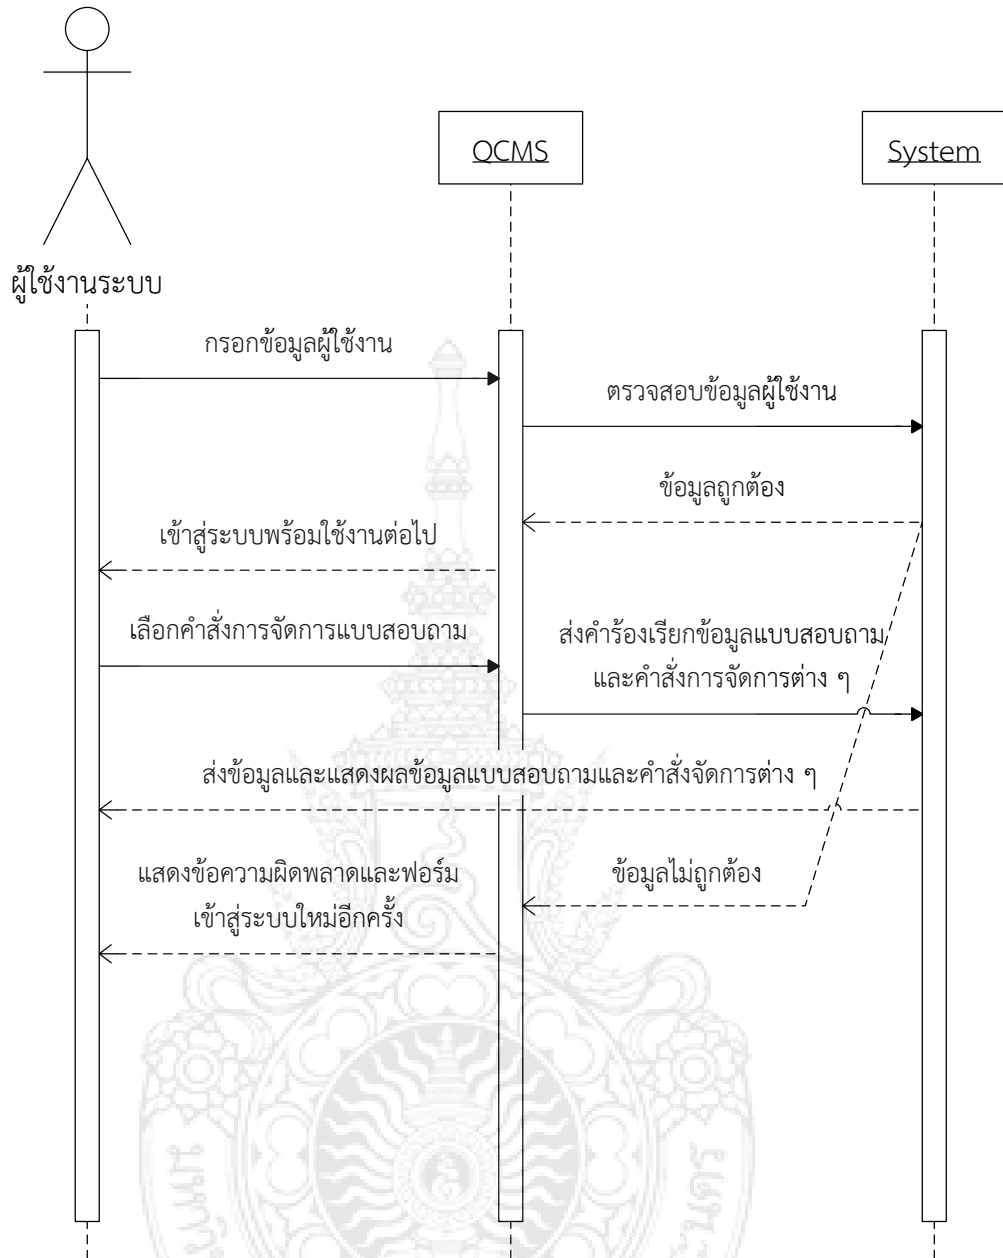 QCMS
System
ผู้ใช้งานระบบ
กรอกข้อมูลผู้ใช้งาน
ตรวจสอบข้อมูลผู้ใช้งาน
ข้อมูลถูกต้อง
เข้าสู่ระบบพร้อมใช้งานต่อไป
เลือกคำสั่งการจัดการแบบสอบถาม
ส่งคำร้องเรียกข้อมูลแบบสอบถาม
และคำสั่งการจัดการต่าง ๆ
ส่งข้อมูลและแสดงผลข้อมูลแบบสอบถามและคำสั่งจัดการต่าง ๆ
แสดงข้อความผิดพลาดและฟอร์ม
เข้าสู่ระบบใหม่อีกครั้ง
ข้อมูลไม่ถูกต้อง